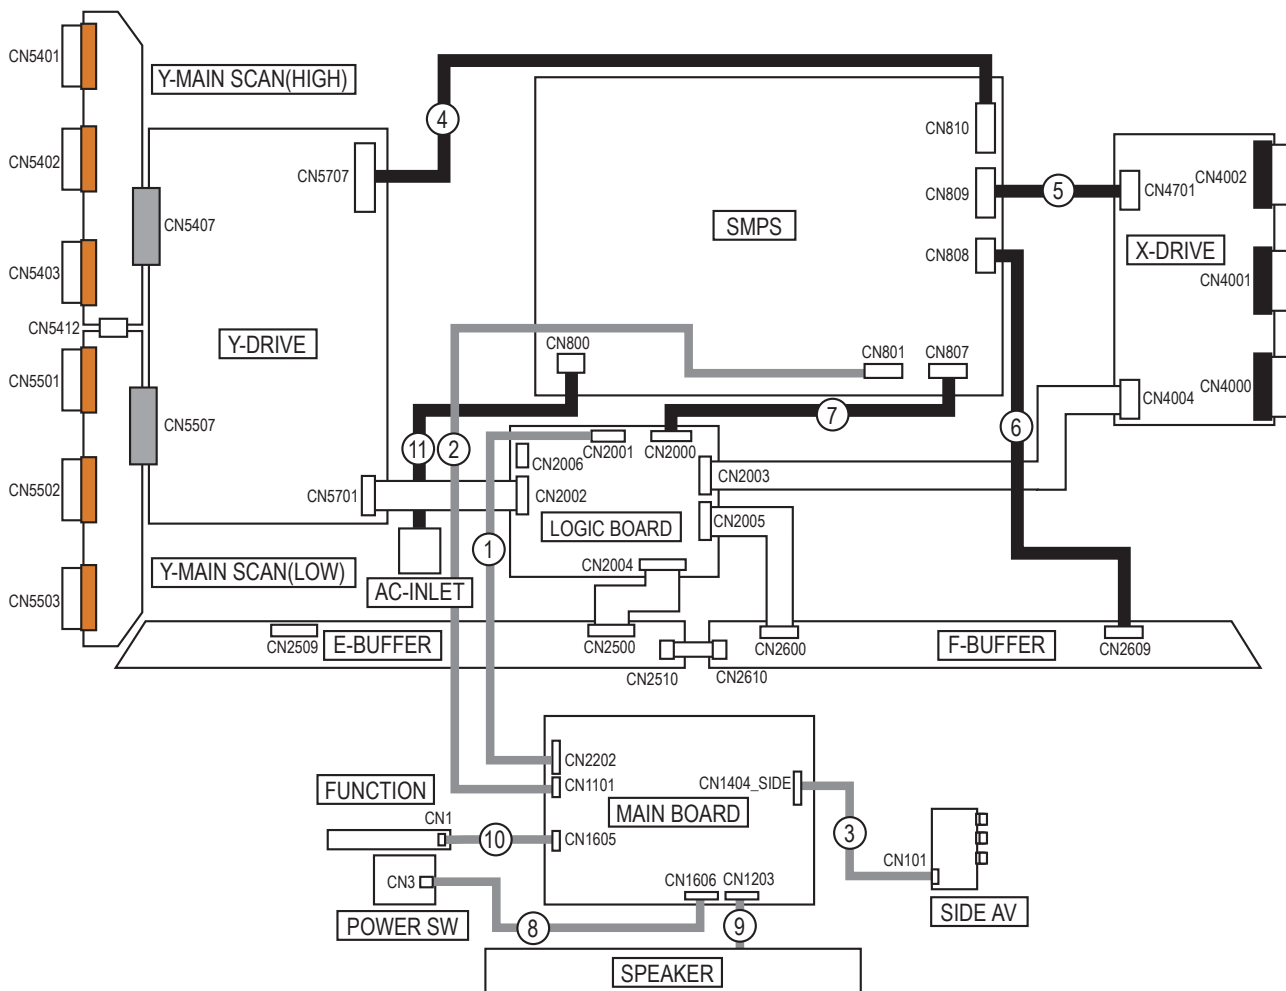 CN5401
Y-MAIN SCAN(HIGH)
4
CN810
CN5402
CN5707
CN809
5
CN4701
CN4002
CN5407
SMPS
CN808
X-DRIVE
CN5403
CN4001
CN5412
Y-DRIVE
CN800
CN801
CN807
CN5501
CN4000
CN4004
CN5507
11
2
7
6
CN2001
CN2000
CN2006
CN2003
CN5502
CN5701
CN2002
CN2005
LOGIC BOARD
1
CN2004
Y-MAIN SCAN(LOW)
AC-INLET
CN5503
CN2509
E-BUFFER
CN2500
CN2600
F-BUFFER
CN2609
CN2510
CN2610
CN2202
CN1404_SIDE
FUNCTION
CN1101
MAIN BOARD
CN1
10
CN1605
3
CN101
CN3
CN1606
CN1203
SIDE AV
POWER SW
8
9
SPEAKER